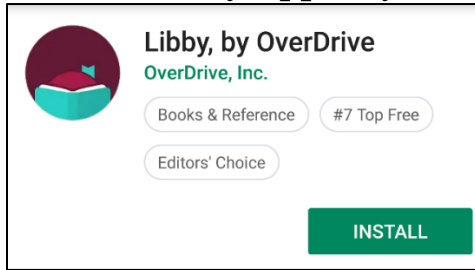 Libby, by OverDrive
OverDrive, Inc.
Books & Reference
#7 Top Free
Editors' Choice
INSTALL